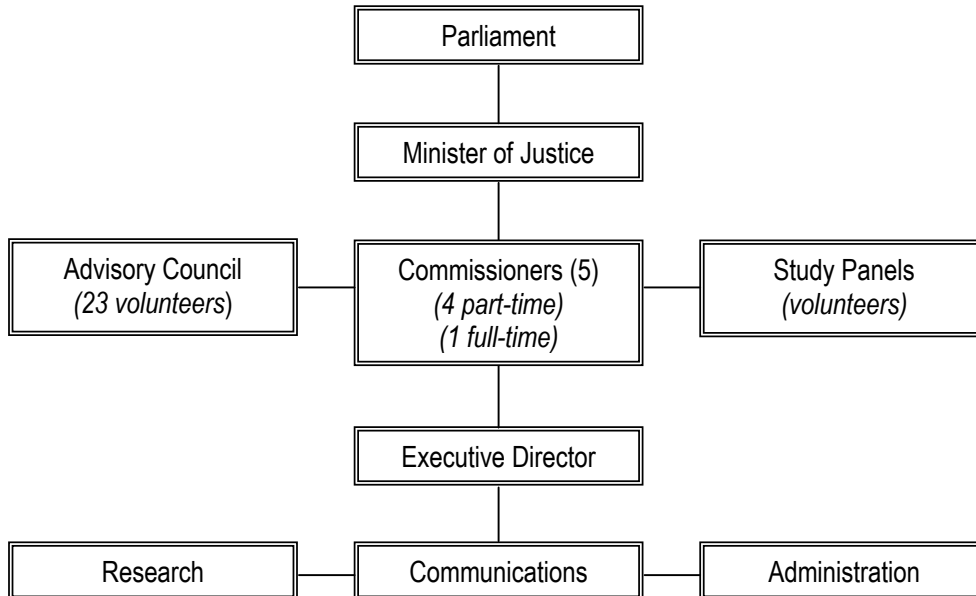 Parliament
Minister of Justice
Advisory Council
(23 volunteers)
Commissioners (5)
(4 part-time)
(1 full-time)
Study Panels
(volunteers)
Executive Director
Research
Communications
Administration